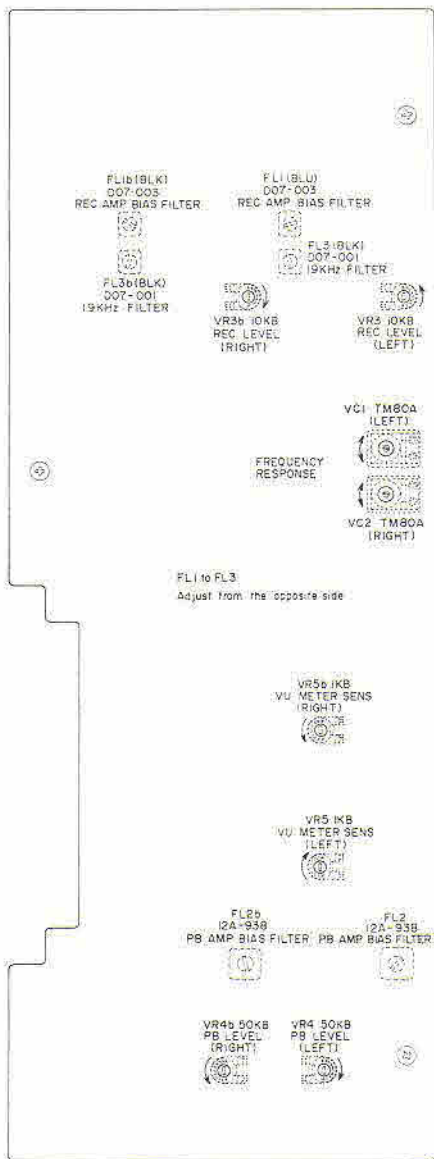 FL1b (BLK)
D07-003
REC AMP BIAS FILTER
FL1 (BLU)
D07-003
REC AMP BIAS FILTER
FL3b (BLK)
D07-001
19KHz FILTER
FL3 (BLK)
D07-001
19KHz FILTER
VR3b 10KB
REC LEVEL
(RIGHT)
VR3 10KB
REC LEVEL
(LEFT)
VC1 TM80A
(LEFT)
FREQUENCY
RESPONSE
VC2 TM80A
(RIGHT)
FL1 to FL3
Adjust from the opposite side
VR5b 1KB
VU METER SENS
(RIGHT)
VR5 1KB
VU METER SENS
(LEFT)
FL2b
12A-938
PB AMP BIAS FILTER
FL2
12A-938
PB AMP BIAS FILTER
VR4b 50KB
PB LEVEL
(RIGHT)
VR4 50KB
PB LEVEL
(LEFT)